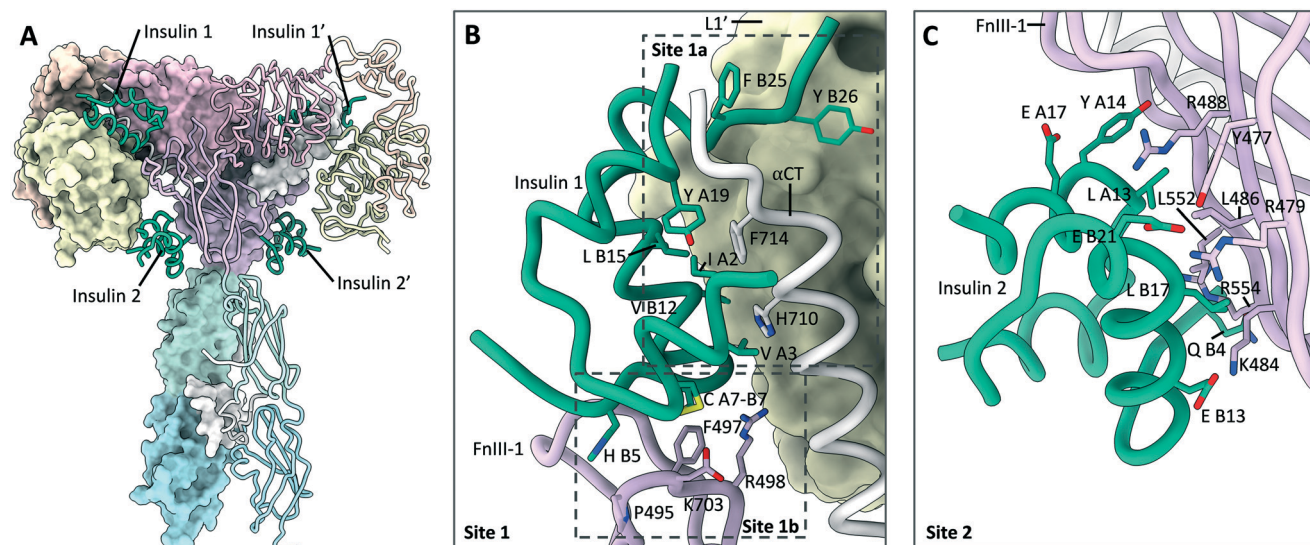 A
Insulin 1
Insulin 1’
Insulin 2
Insulin 2’
B
L1’
Site 1a
F B25
Y B26
Insulin 1
Y A19
αCT
F714
L B15
I A2
V B12
H710
V A3
C A7-B7
F497
FnIII-1
H B5
R498
K703
P495
Site 1b
Site 1
C
FnIII-1
Y A14
R488
E A17
Y477
L A13
L552
L486
R479
E B21
Insulin 2
L B17
R554
Q B4
K484
E B13
Site 2